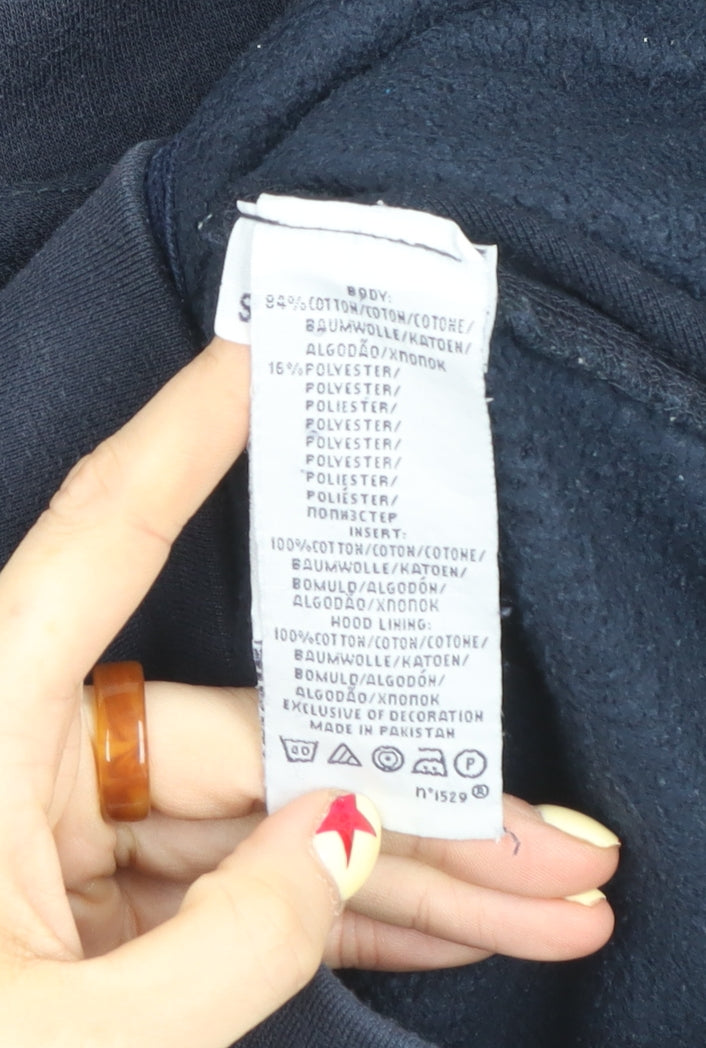 S
BODY:
84%COTTON/COTON/COTONE/
BAUMWOLLE/KATOEN/
ALGODÃO/ХЛОПОК
16%POLYESTER/
POLYESTER/
POLIESTER/
POLYESTER/
POLYESTER/
POLYESTER/
POLIESTER/
POLIÉSTER/
ПОЛИЭСТЕР
INSERT:
100%COTTON/COTON/COTONE/
BAUMWOLLE/KATOEN/
BOMULD/ALGODÓN/
ALGODÃO/ХЛОПОК
HOOD LINING:
100%COTTON/COTON/COTONE/
BAUMWOLLE/KATOEN/
BOMULD/ALGODÓN/
ALGODÃO/ХЛОПОК
EXCLUSIVE OF DECORATION
MADE IN PAKISTAN
P
n°1529®